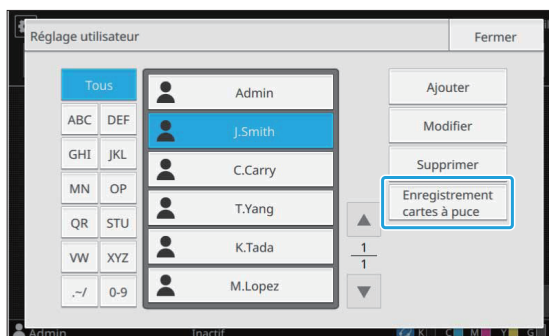 Réglage utilisateur
Fermer
Tous
ABC DEF
GHI JKL
MN OP
QR STU
VW XYZ
.~/ 0-9
Admin
J.Smith
C.Carry
T.Yang
K.Tada
M.Lopez
1
1
Ajouter
Modifier
Supprimer
Enregistrement
cartes à puce
Admin
Inactif
K C M Y G